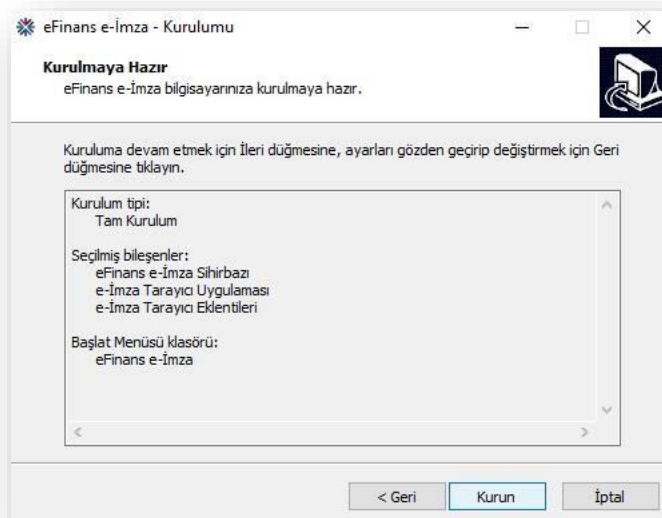 eFinans e-İmza - Kurulumu
Kurulmaya Hazır
eFinans e-İmza bilgisayarınıza kurulmaya hazır.
Kuruluma devam etmek için İleri düğmesine, ayarları gözden geçirip değiştirmek için Geri
düğmesine tıklayın.
Kurulum tipi:
Tam Kurulum
Seçilmiş bileşenler:
eFinans e-İmza Sihirbazı
e-İmza Tarayıcı Uygulaması
e-İmza Tarayıcı Eklentileri
Başlat Menüsü klasörü:
eFinans e-İmza
< Geri
Kurun
İptal